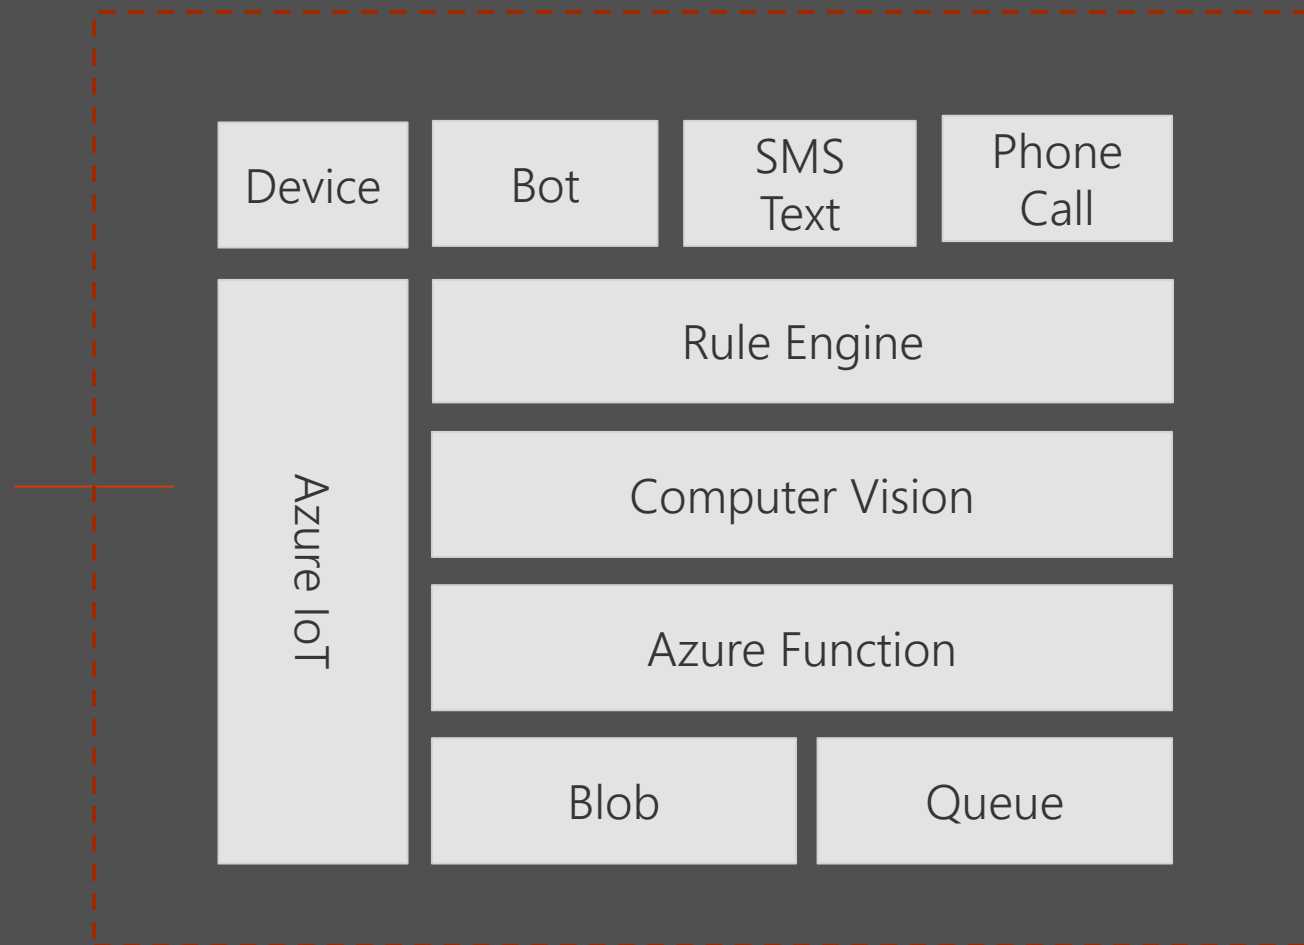 Device
Bot
SMS
Text
Phone
Call
Azure IoT
Rule Engine
Computer Vision
Azure Function
Blob
Queue